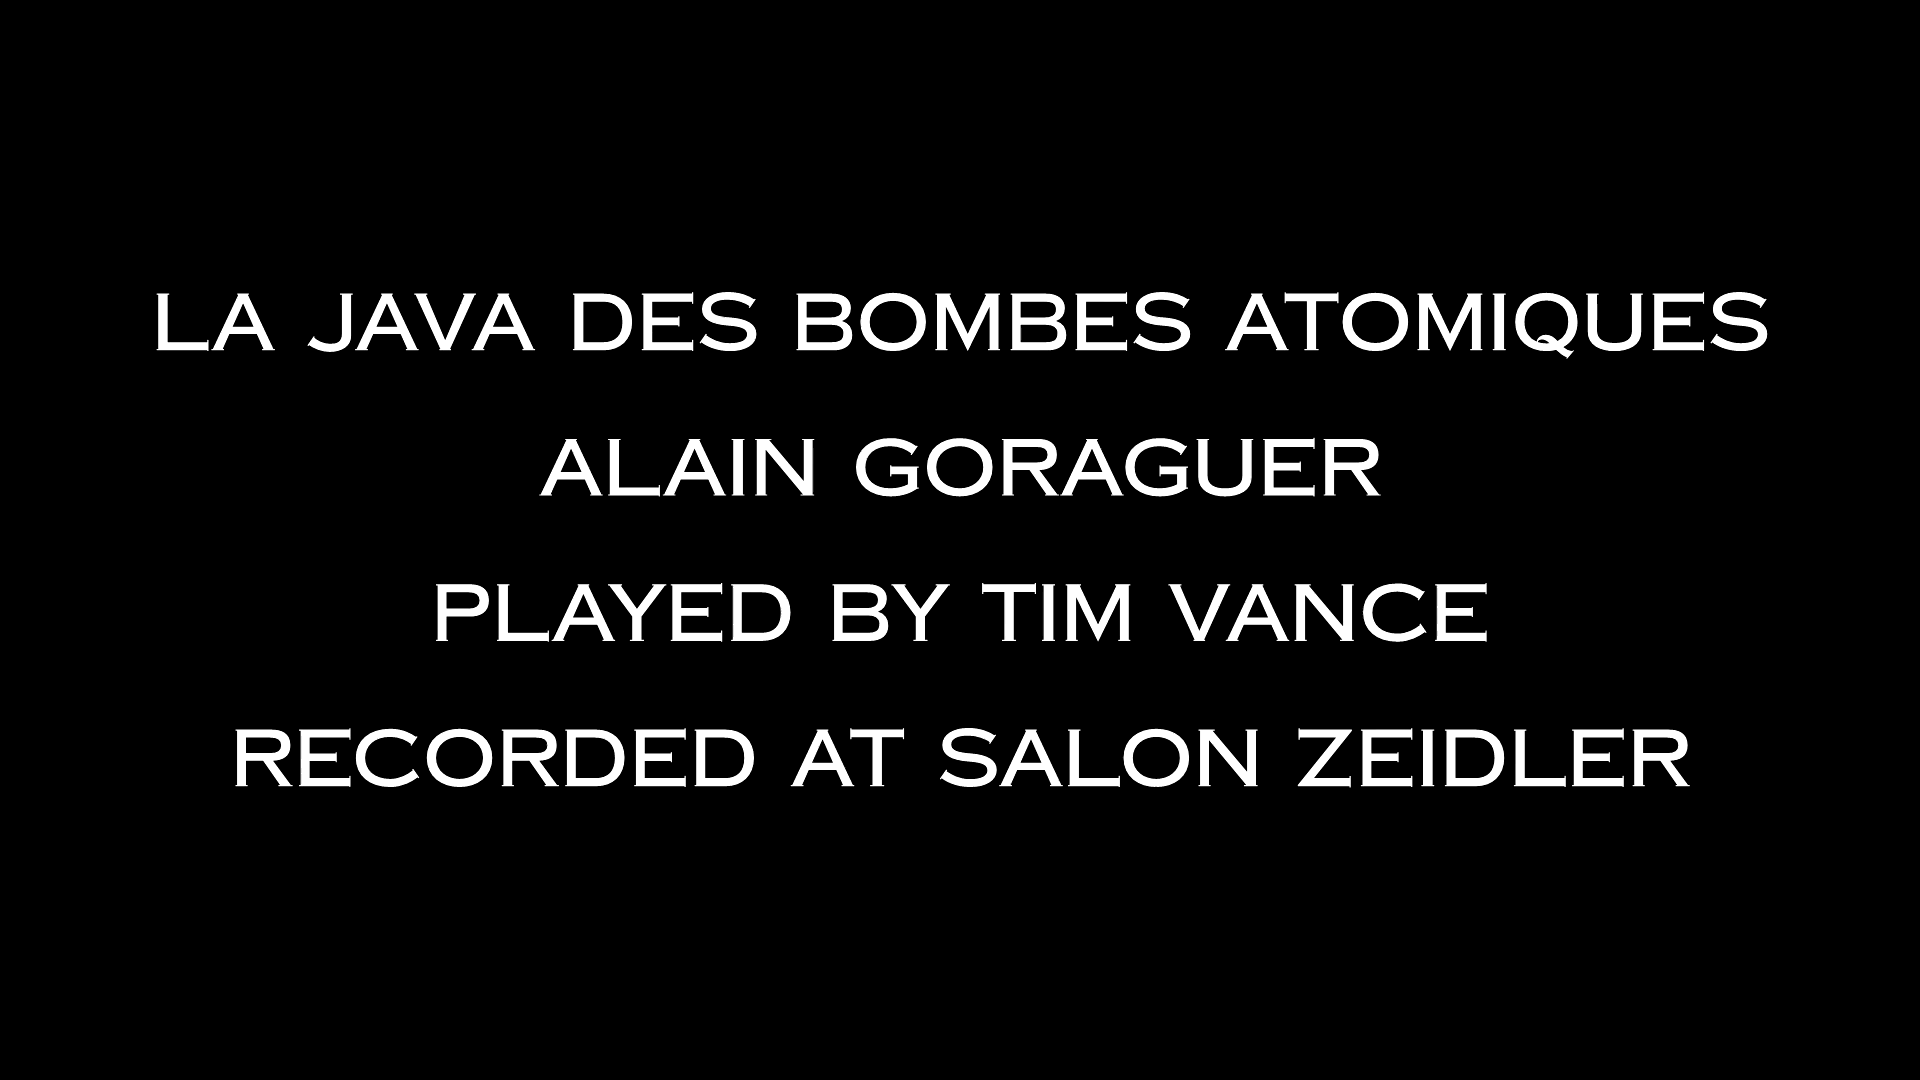 LA JAVA DES BOMBES ATOMIQUES
ALAIN GORAGUER
PLAYED BY TIM VANCE
RECORDED AT SALON ZEIDLER